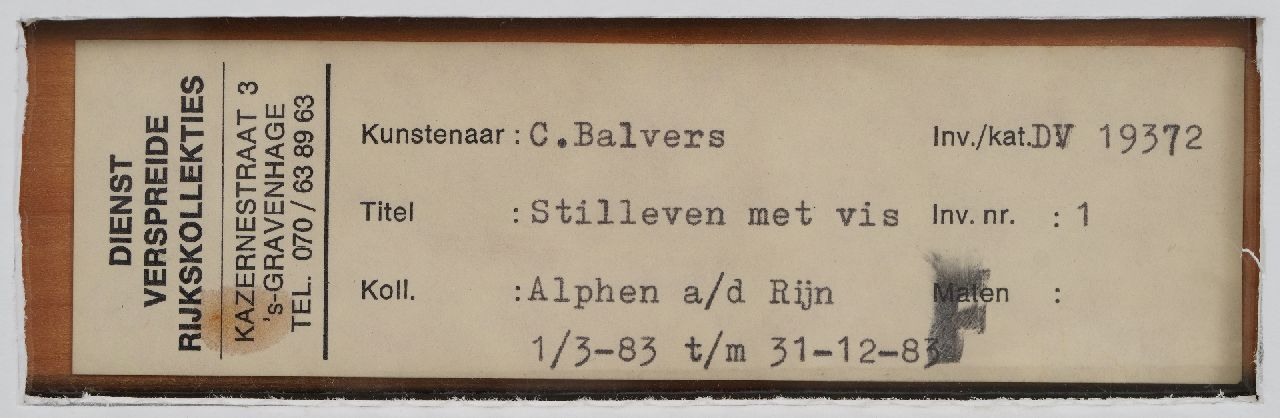 DIENST
VERSPREIDE
RIJKSKOLLEKTIES
KAZERNESTRAAT 3
's-GRAVENHAGE
TEL. 070/63 89 63
Kunstenaar : C.Balvers Inv./kat. DV 19372
Titel : Stilleven met vis Inv. nr. : 1
Koll. : Alphen a/d Rijn Maten :
1/3-83 t/m 31-12-83
F